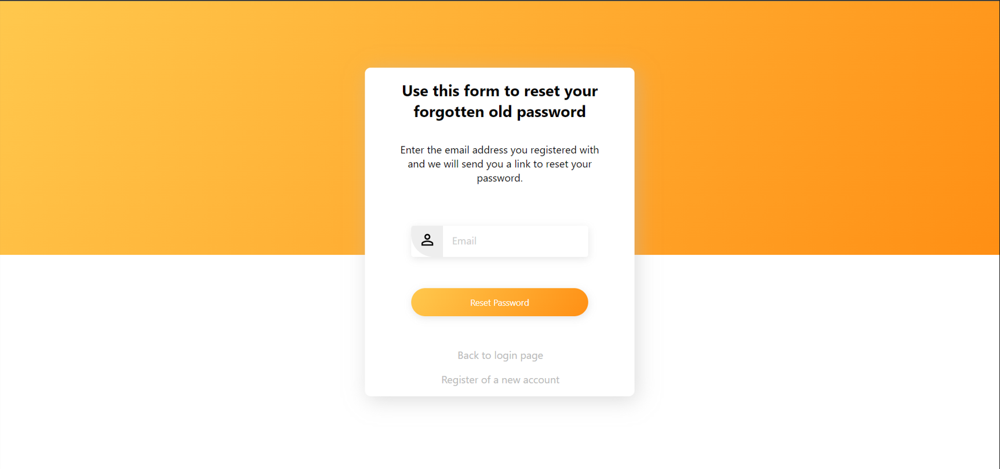 Use this form to reset your
forgotten old password
Enter the email address you registered with
and we will send you a link to reset your
password.
Email
Reset Password
Back to login page
Register of a new account